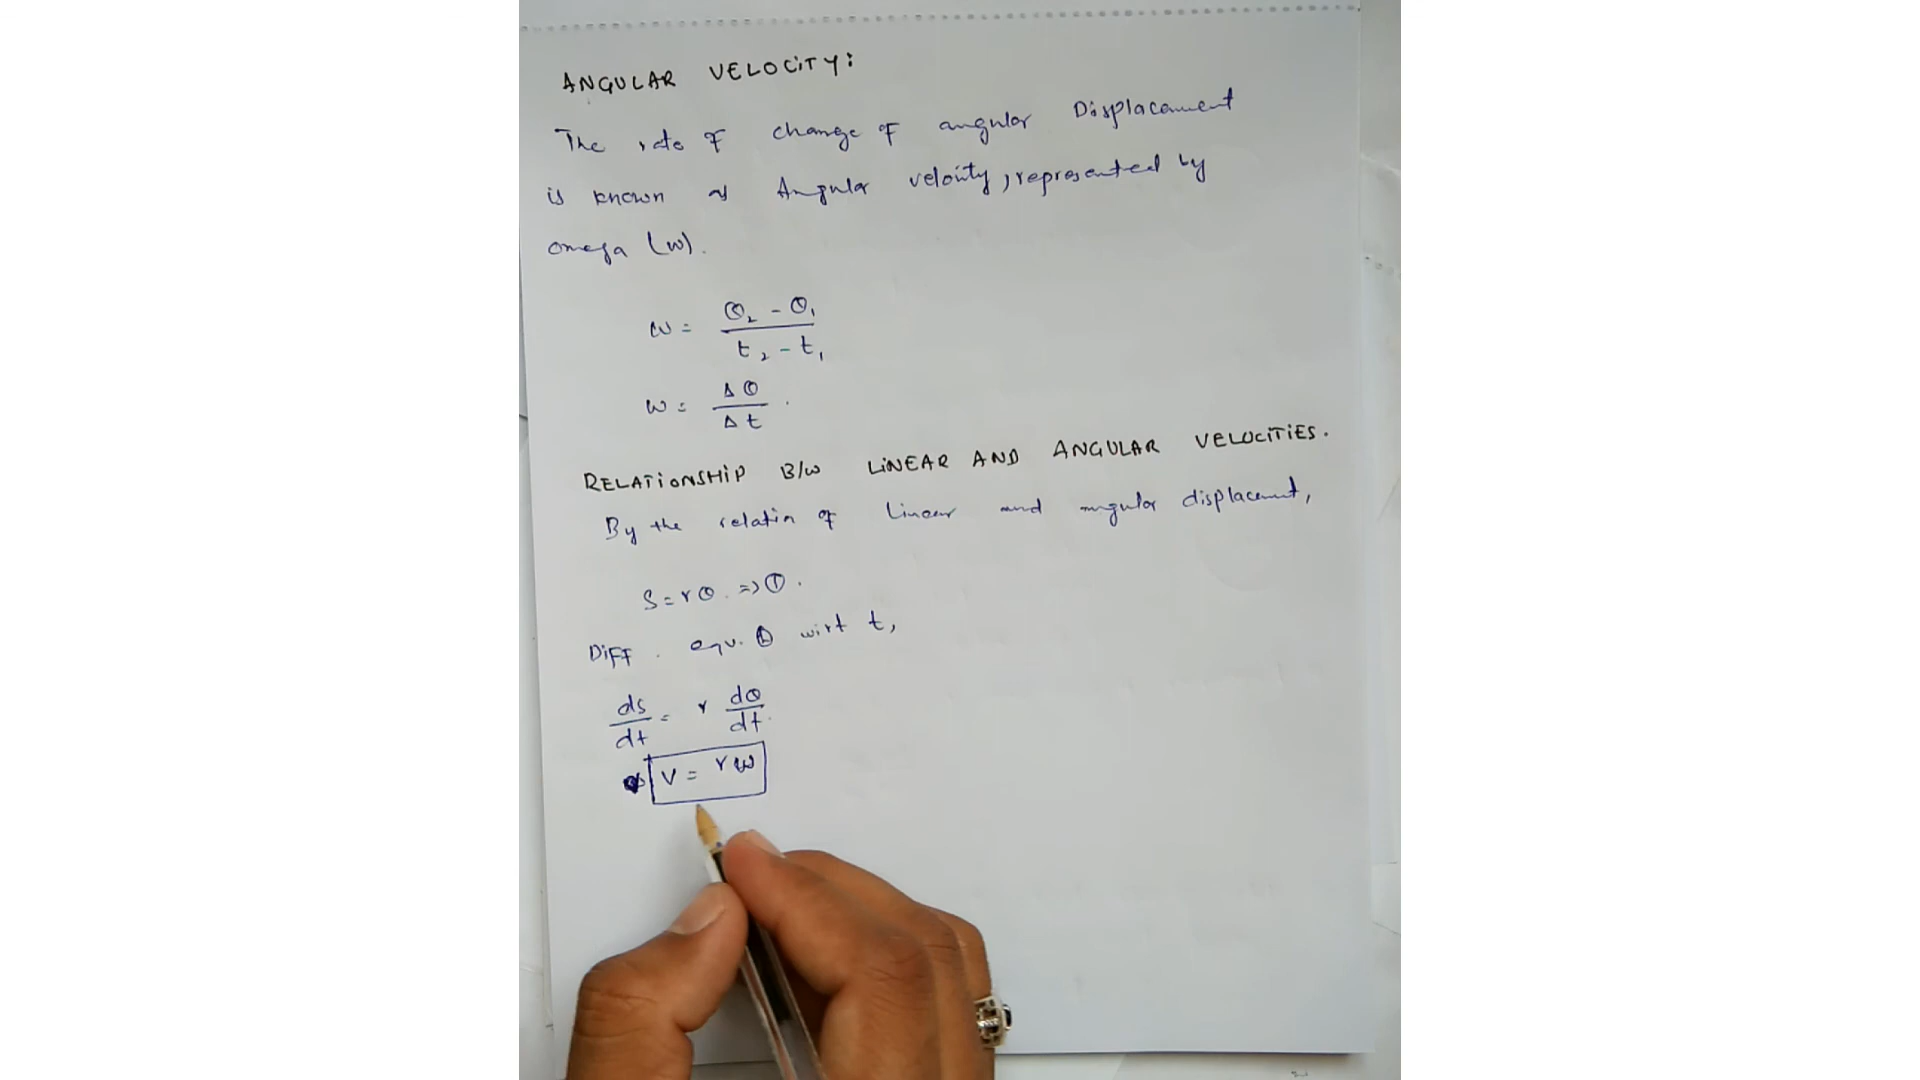 ANGULAR VELOCITY:
The rate of change of angular Displacement
is known as Angular velocity, represented by
omega (ω).
ω = θ₂ - θ₁ / t₂ - t₁
ω = Δθ / Δt .
RELATIONSHIP B/W LINEAR AND ANGULAR VELOCITIES.
By the relation of Linear and angular displacement,
S = rθ. => ① .
Diff . equ. ① w.r.t t,
ds/dt = r dθ/dt.
V = rω